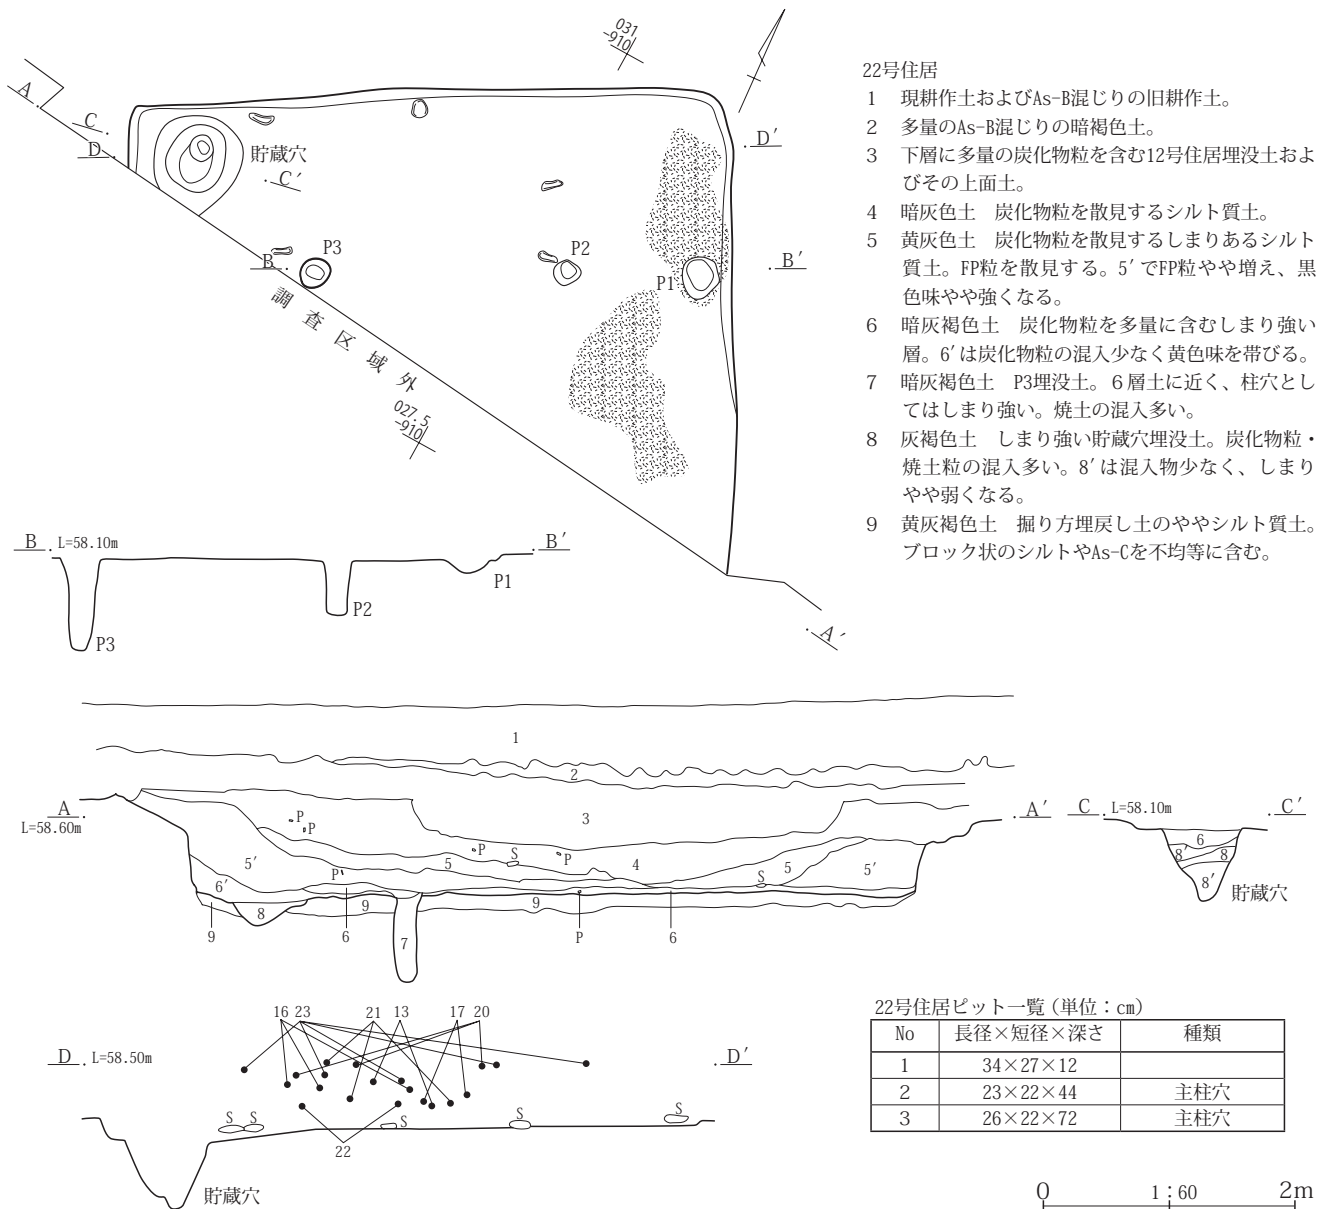 031
-910
A
C
D
貯蔵穴
C′
D′
P3
B
P2
P1
B′
調査区域外
027.5
-910
A′
22号住居
1 現耕作土およびAs-B混じりの旧耕作土。
2 多量のAs-B混じりの暗褐色土。
3 下層に多量の炭化物粒を含む12号住居埋没土およ
びその上面土。
4 暗灰色土 炭化物粒を散見するシルト質土。
5 黄灰色土 炭化物粒を散見するしまりあるシルト
質土。FP粒を散見する。5′でFP粒やや増え、黒
色味やや強くなる。
6 暗灰褐色土 炭化物粒を多量に含むしまり強い
層。6′は炭化物粒の混入少なく黄色味を帯びる。
7 暗灰褐色土 P3埋没土。６層土に近く、柱穴とし
てはしまり強い。焼土の混入多い。
8 灰褐色土 しまり強い貯蔵穴埋没土。炭化物粒・
焼土粒の混入多い。8′は混入物少なく、しまり
やや弱くなる。
9 黄灰褐色土 掘り方埋戻し土のややシルト質土。
ブロック状のシルトやAs-Cを不均等に含む。
B L=58.10m B′
P1
P2
P3
1
2
A A′
L=58.60m
3
P
P
P
S
P
5′
5
4
5
5′
P
S
6′
8
9
9
9
6
7
P
6
C L=58.10m C′
6
8′
8
8′
貯蔵穴
16 23 21 13 17 20
D L=58.50m D′
S S S S S
22
貯蔵穴
22号住居ピット一覧（単位：㎝）
No 長径×短径×深さ 種類
1 34×27×12
2 23×22×44 主柱穴
3 26×22×72 主柱穴
0 1：60 2m